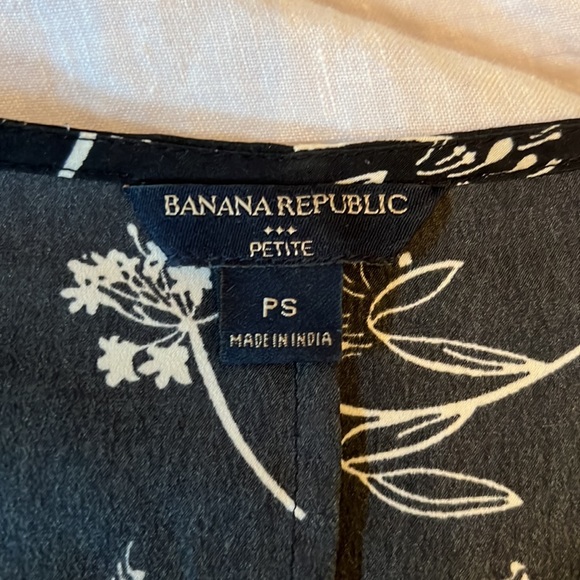 BANANA REPUBLIC
PETITE
PS
MADE IN INDIA